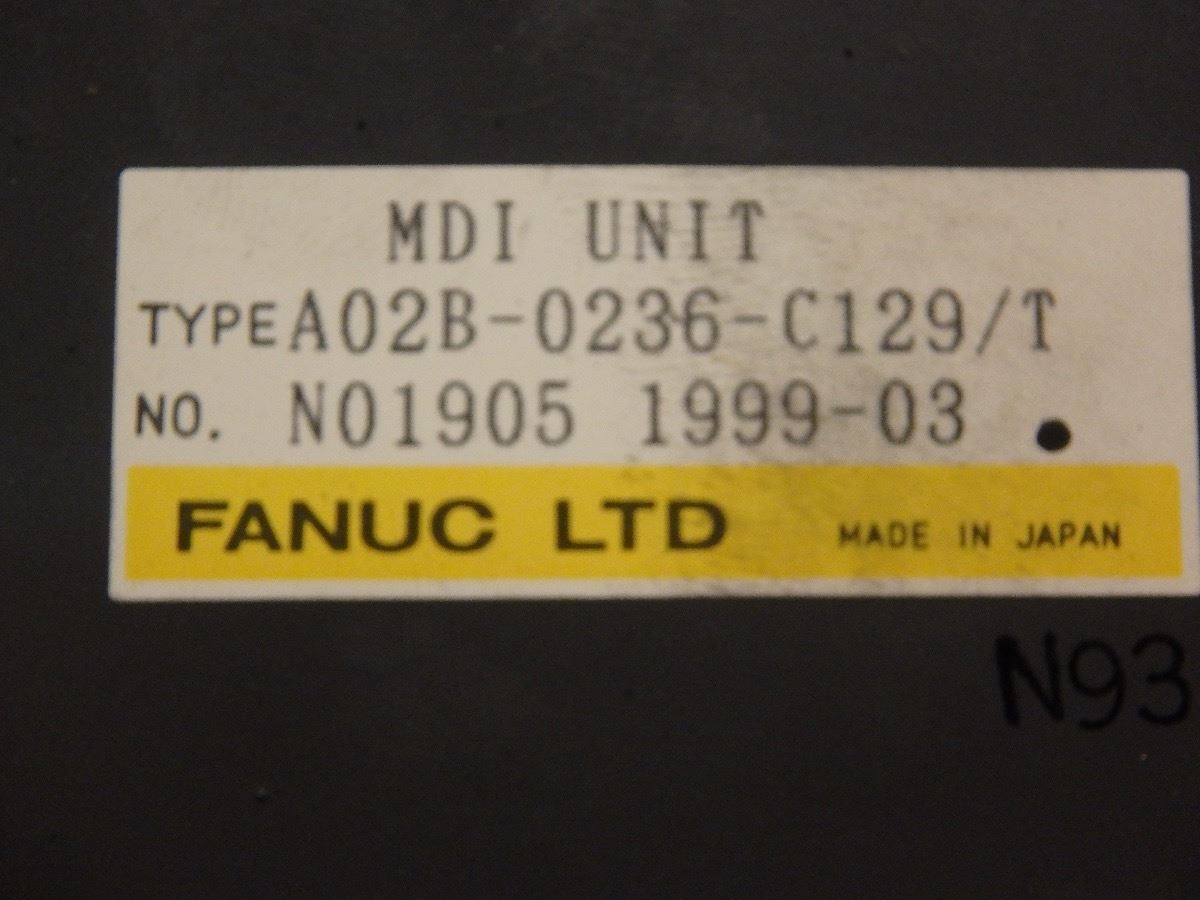 MDI UNIT
TYPE A02B-0236-C129/T
NO. N01905 1999-03
FANUC LTD MADE IN JAPAN
N93